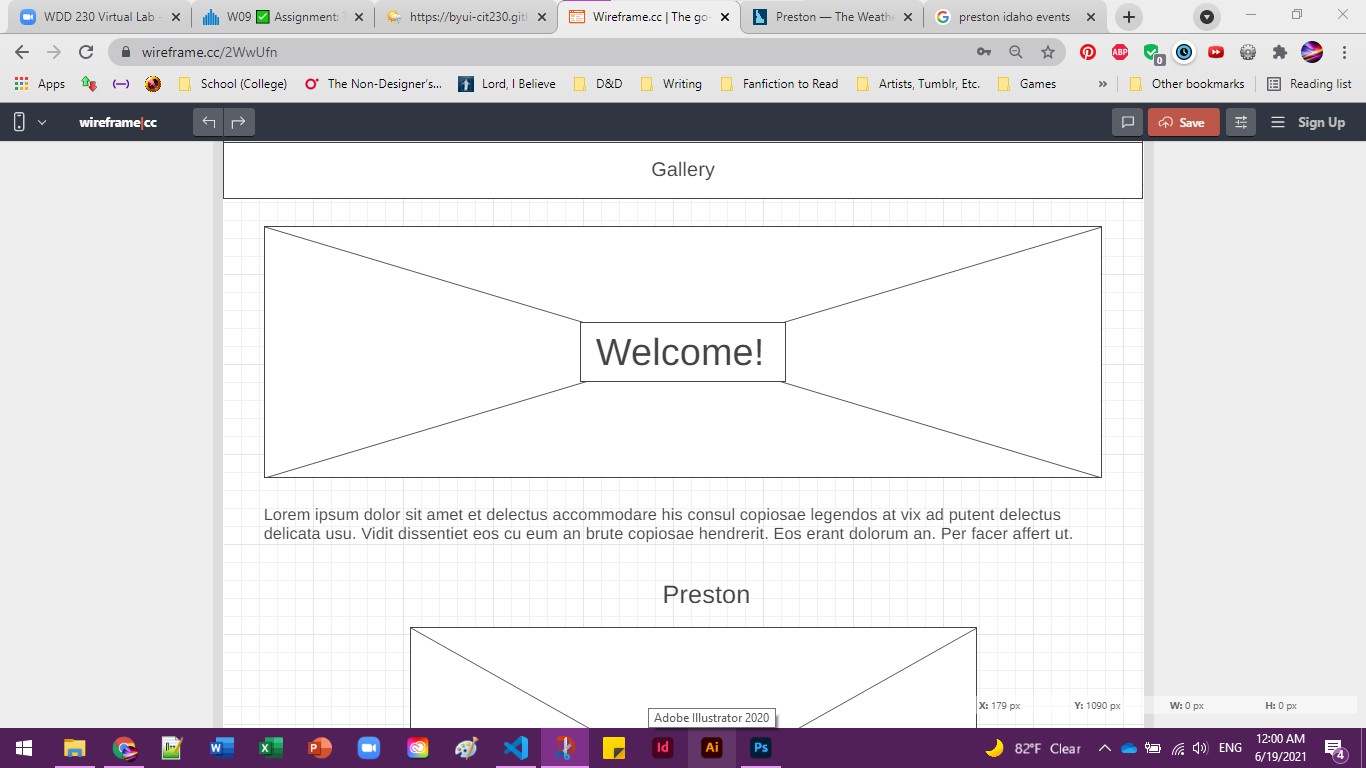 WDD 230 Virtual Lab
W09 ✅ Assignment:
https://byui-cit230.git
Wireframe.cc | The go-
Preston — The Weath
preston idaho events
wireframe.cc/2WwUfn
ABP
0
Apps
School (College)
The Non-Designer's...
Lord, I Believe
D&D
Writing
Fanfiction to Read
Artists, Tumblr, Etc.
Games
»
Other bookmarks
Reading list
wireframe|cc
Save
Sign Up
Gallery
Welcome!
Lorem ipsum dolor sit amet et delectus accommodare his consul copiosae legendos at vix ad putent delectus
delicata usu. Vidit dissentiet eos cu eum an brute copiosae hendrerit. Eos erant dolorum an. Per facer affert ut.
Preston
X: 179 px Y: 1090 px W: 0 px H: 0 px
Adobe Illustrator 2020
Id
Ai
Ps
82°F Clear
ENG
12:00 AM
6/19/2021
4